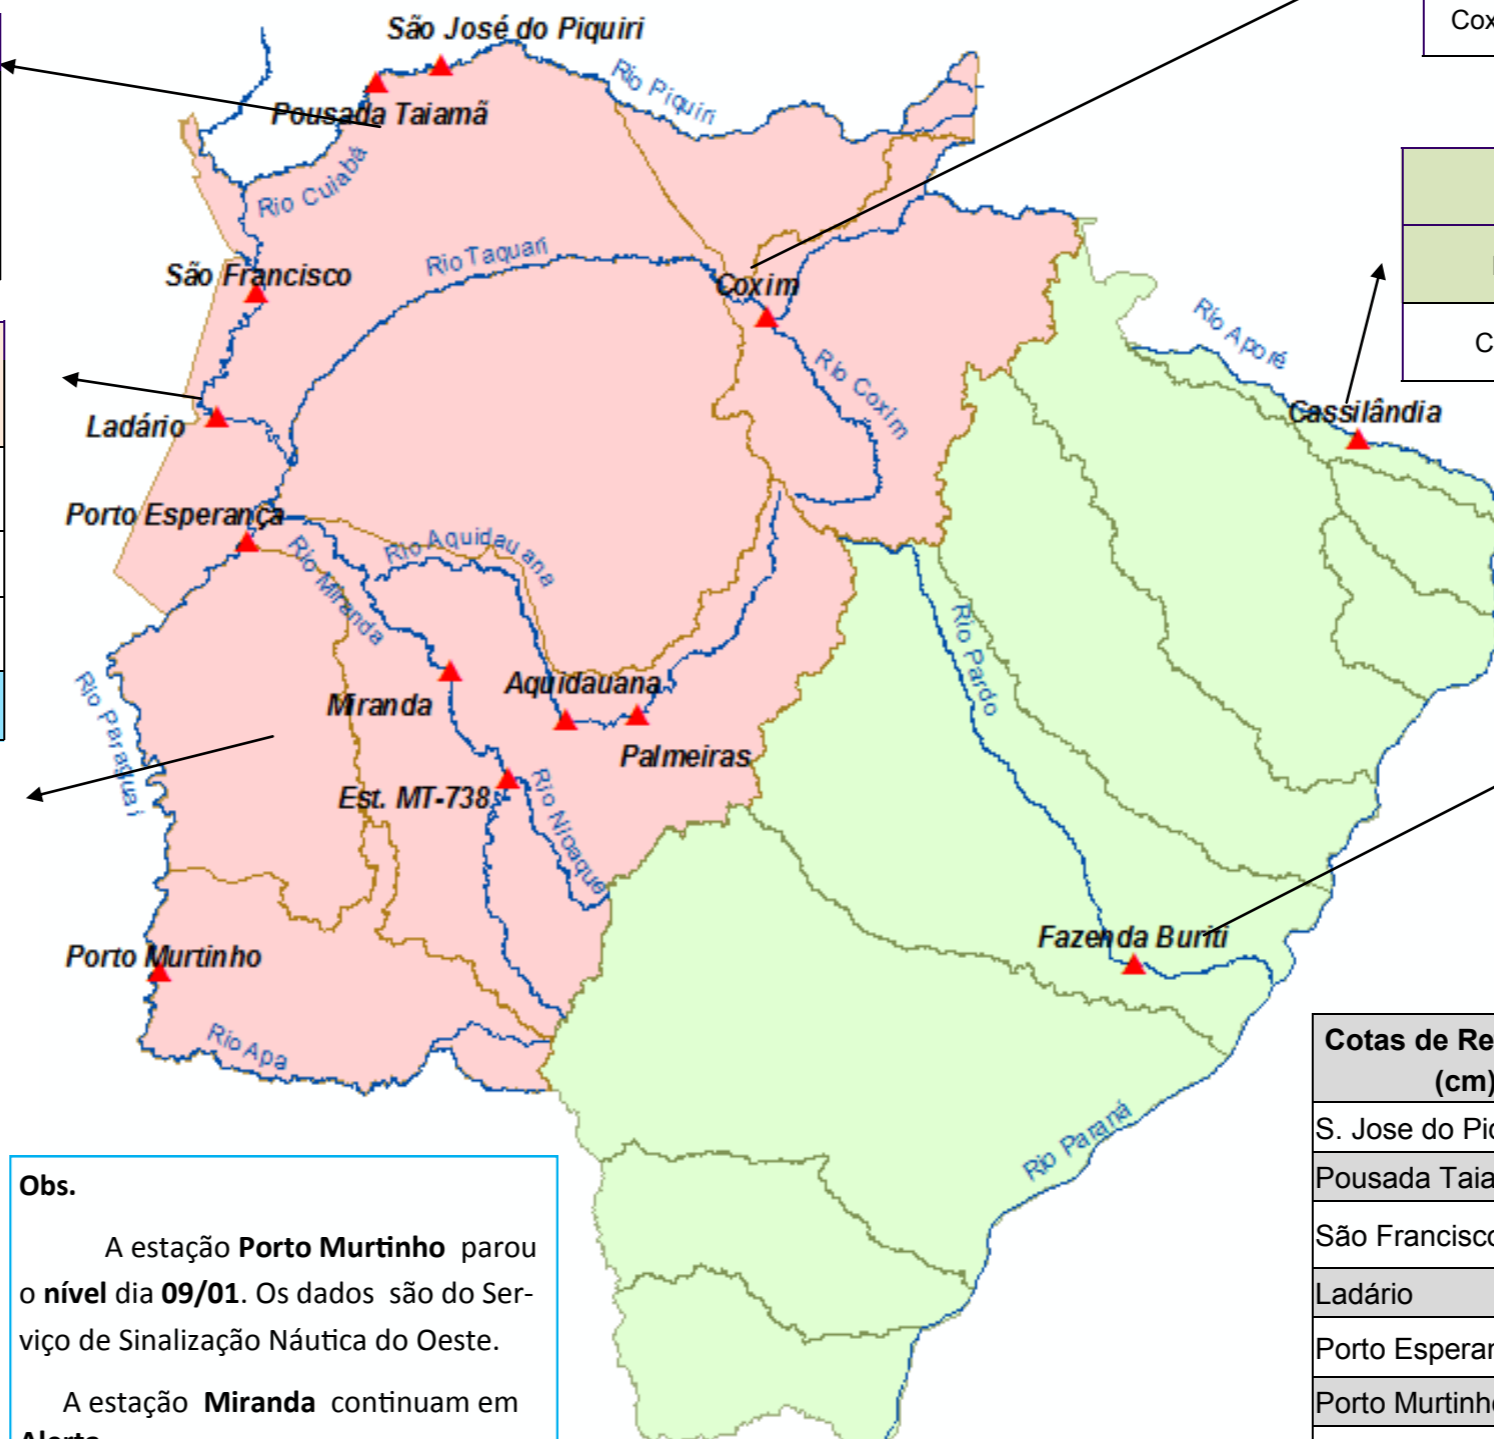 São José do Piquiri
Rio Piquiri
Pousada Taiamã
Rio Cuiabá
Rio Taquari
São Francisco
Coxim
Rio Aporé
Rio Coxim
Ladário
Cassilândia
Porto Esperança
Rio Aquidauana
Rio Miranda
Rio Pardo
Rio Paraguai
Miranda
Aquidauana
Palmeiras
Est. MT-738
Rio Nioaque
Porto Murtinho
Fazenda Buriti
Rio Apa
Rio Paraná
Cotas de Re
(cm)
S. Jose do Pi
Pousada Taia
São Francisco
Ladário
Porto Espera
Porto Murtinho
Obs.
A estação Porto Murtinho parou
o nível dia 09/01. Os dados são do Ser-
viço de Sinalização Náutica do Oeste.
A estação Miranda continuam em
Alerta
Cox
C